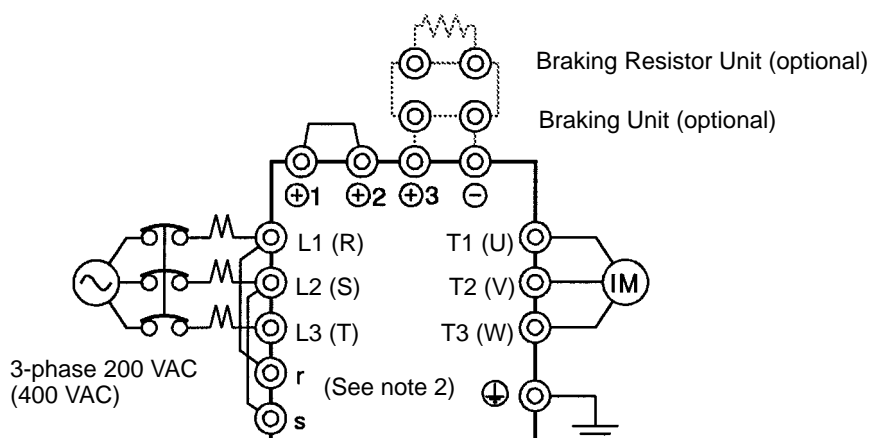 Braking Resistor Unit (optional)
Braking Unit (optional)
⊕1 ⊕2 ⊕3 ⊖
L1 (R) T1 (U)
L2 (S) T2 (V) IM
L3 (T) T3 (W)
3-phase 200 VAC
(400 VAC)
r (See note 2)
s